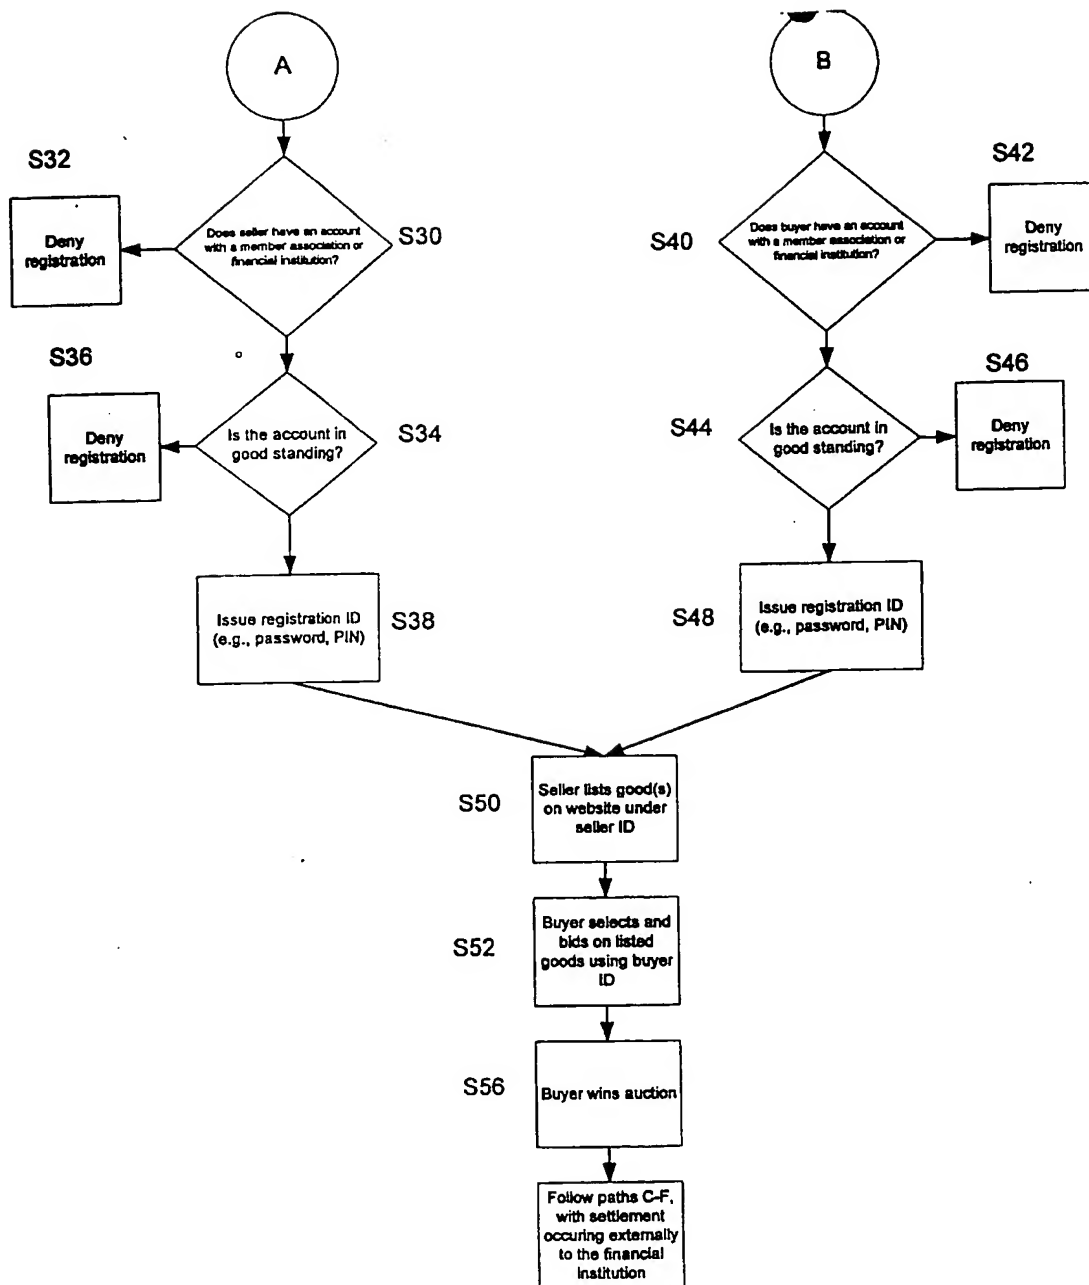 A
B
S32
Deny
registration
Does seller have an account
with a member association or
financial institution?
S30
S40
Does buyer have an account
with a member association or
financial institution?
S42
Deny
registration
S36
Deny
registration
Is the account in
good standing?
S34
S44
Is the account in
good standing?
S46
Deny
registration
Issue registration ID
(e.g., password, PIN)
S38
S48
Issue registration ID
(e.g., password, PIN)
S50
Seller lists good(s)
on website under
seller ID
S52
Buyer selects and
bids on listed
goods using buyer
ID
S56
Buyer wins auction
Follow paths C-F,
with settlement
occuring externally
to the financial
institution